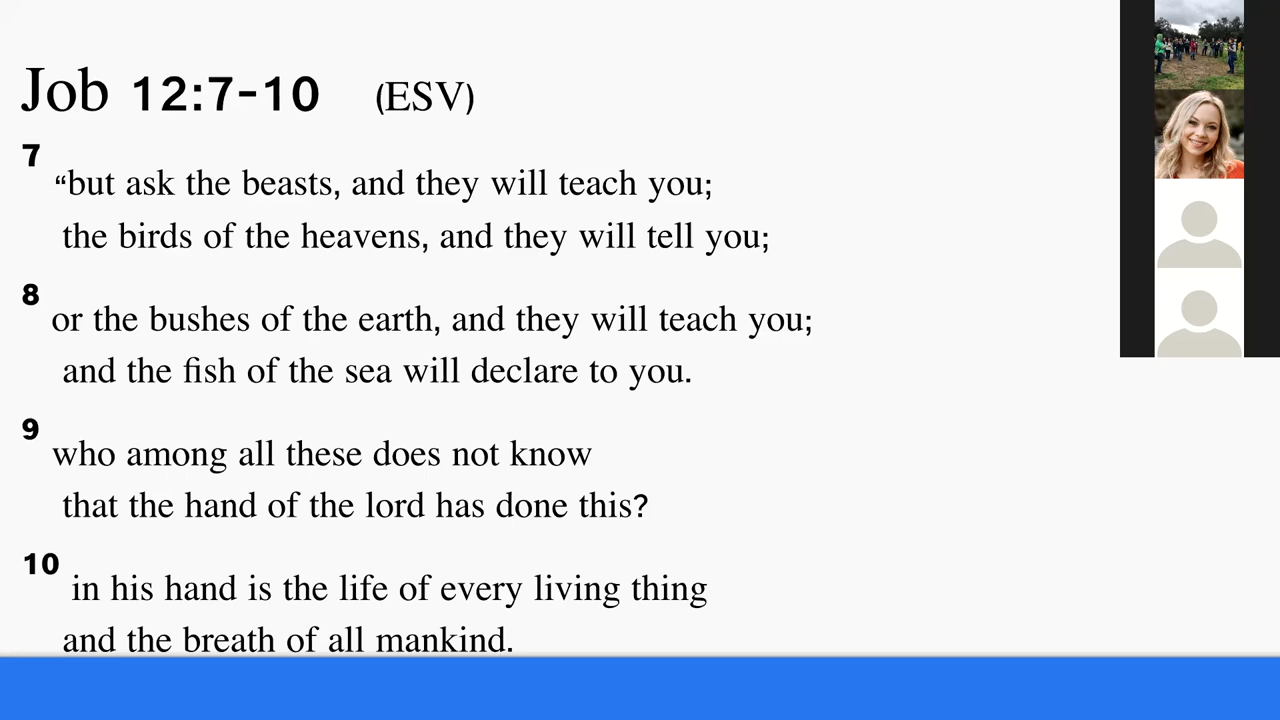 Job 12:7-10 (ESV)
7
“but ask the beasts, and they will teach you;
the birds of the heavens, and they will tell you;
8
or the bushes of the earth, and they will teach you;
and the fish of the sea will declare to you.
9
who among all these does not know
that the hand of the lord has done this?
10
in his hand is the life of every living thing
and the breath of all mankind.